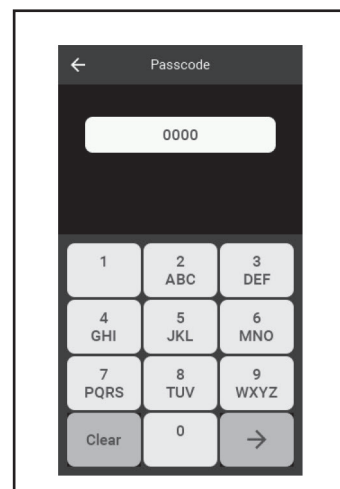 Passcode
0000
1 2 3
ABC DEF
4 5 6
GHI JKL MNO
7 8 9
PQRS TUV WXYZ
Clear 0